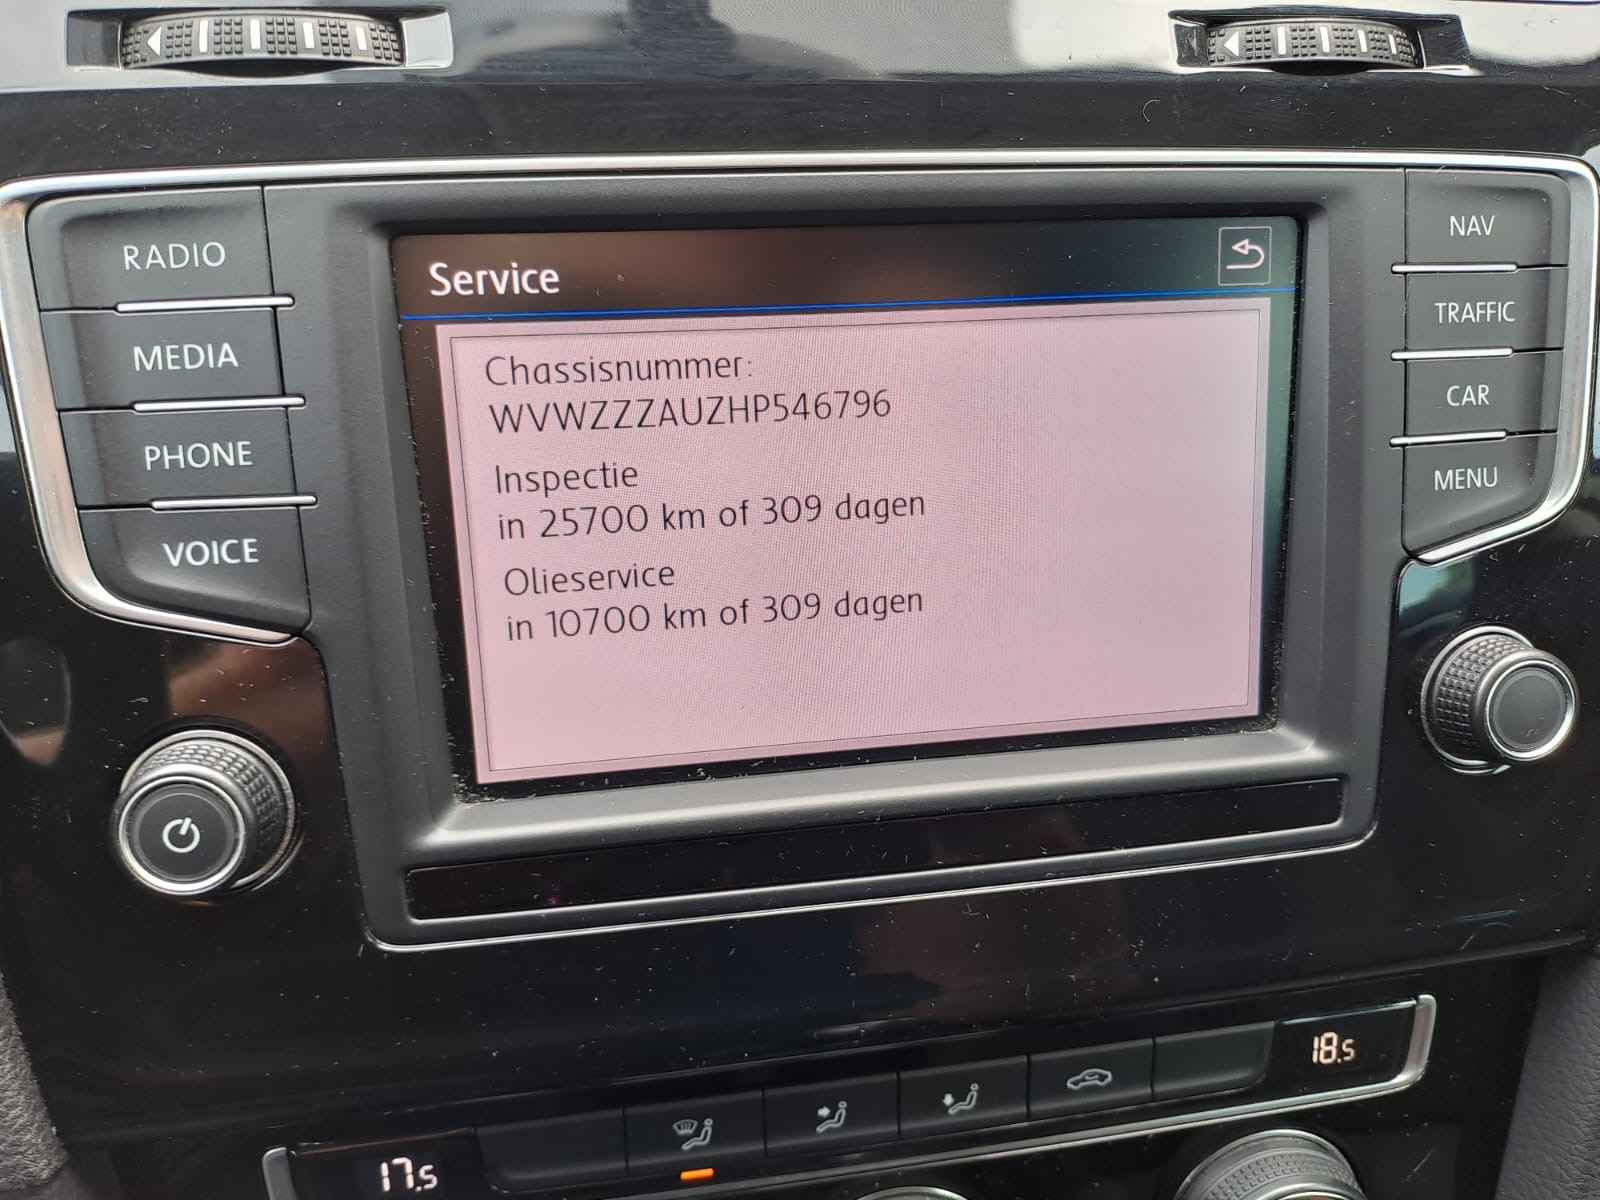 RADIO
MEDIA
PHONE
VOICE
Service
Chassisnummer:
WVWZZZAUZHP546796
Inspectie
in 25700 km of 309 dagen
Olieservice
in 10700 km of 309 dagen
NAV
TRAFFIC
CAR
MENU
17.5
18.5